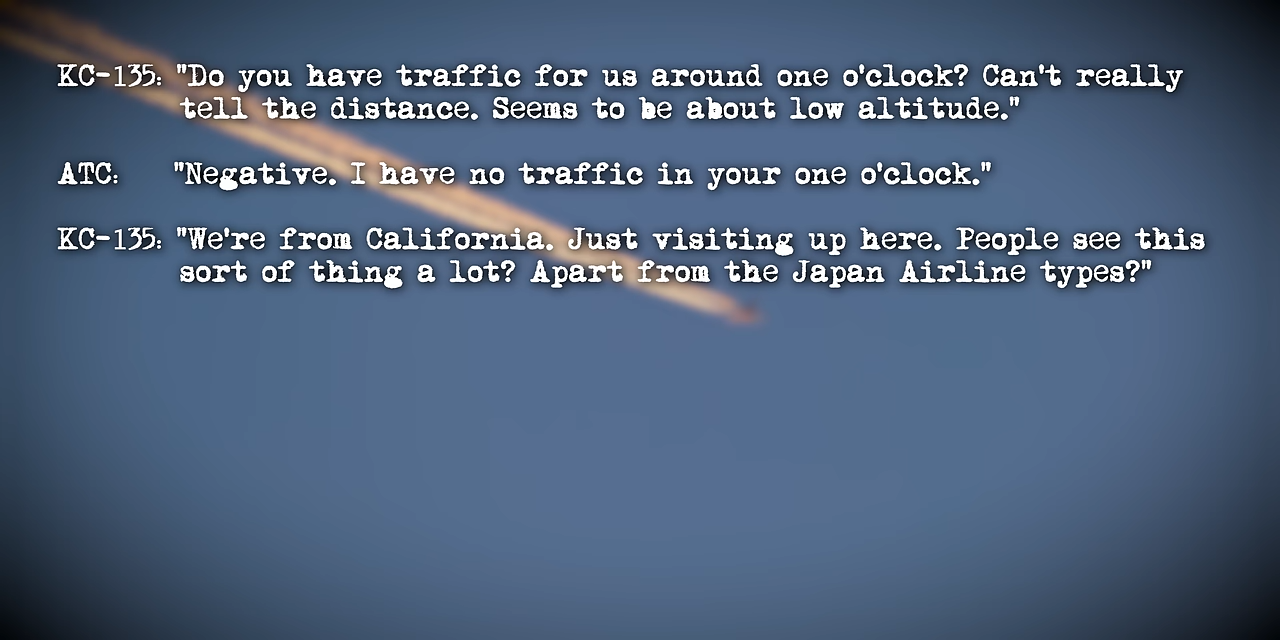 KC-135: "Do you have traffic for us around one o'clock? Can't really
tell the distance. Seems to be about low altitude."
ATC: "Negative. I have no traffic in your one o'clock."
KC-135: "We're from California. Just visiting up here. People see this
sort of thing a lot? Apart from the Japan Airline types?"